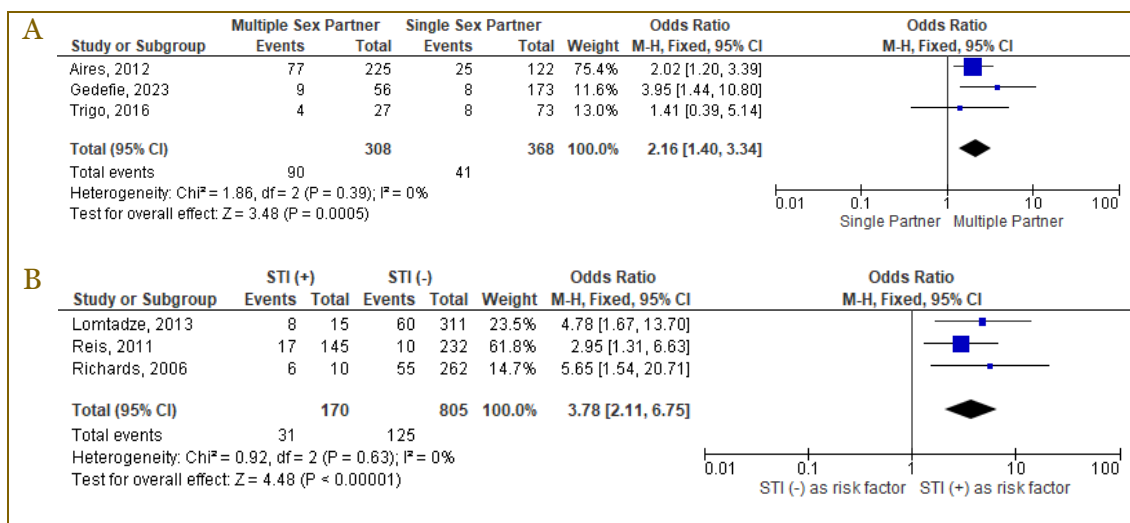 A
Multiple Sex Partner Single Sex Partner Odds Ratio Odds Ratio
Study or Subgroup Events Total Events Total Weight M-H, Fixed, 95% CI M-H, Fixed, 95% CI
Aires, 2012 77 225 25 122 75.4% 2.02 [1.20, 3.39]
Gedefie, 2023 9 56 8 173 11.6% 3.95 [1.44, 10.80]
Trigo, 2016 4 27 8 73 13.0% 1.41 [0.39, 5.14]
Total (95% CI) 308 368 100.0% 2.16 [1.40, 3.34]
Total events 90 41
Heterogeneity: Chi² = 1.86, df = 2 (P = 0.39); I² = 0%
Test for overall effect: Z = 3.48 (P = 0.0005)
0.01 0.1 1 10 100
Single Partner Multiple Partner
B
STI (+) STI (-) Odds Ratio Odds Ratio
Study or Subgroup Events Total Events Total Weight M-H, Fixed, 95% CI M-H, Fixed, 95% CI
Lomtadze, 2013 8 15 60 311 23.5% 4.78 [1.67, 13.70]
Reis, 2011 17 145 10 232 61.8% 2.95 [1.31, 6.63]
Richards, 2006 6 10 55 262 14.7% 5.65 [1.54, 20.71]
Total (95% CI) 170 805 100.0% 3.78 [2.11, 6.75]
Total events 31 125
Heterogeneity: Chi² = 0.92, df = 2 (P = 0.63); I² = 0%
Test for overall effect: Z = 4.48 (P < 0.00001)
0.01 0.1 1 10 100
STI (-) as risk factor STI (+) as risk factor